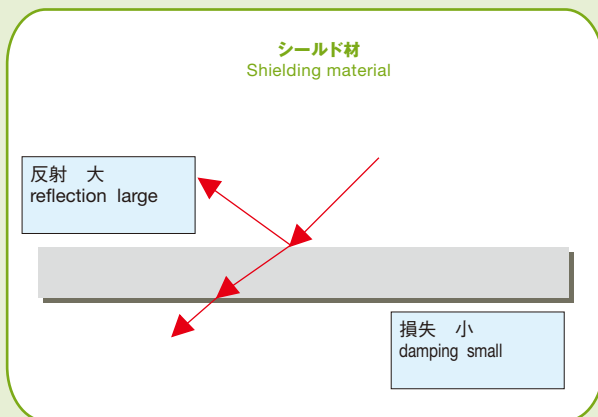 シールド材
Shielding material
反射　大
reflection large
損失　小
damping small